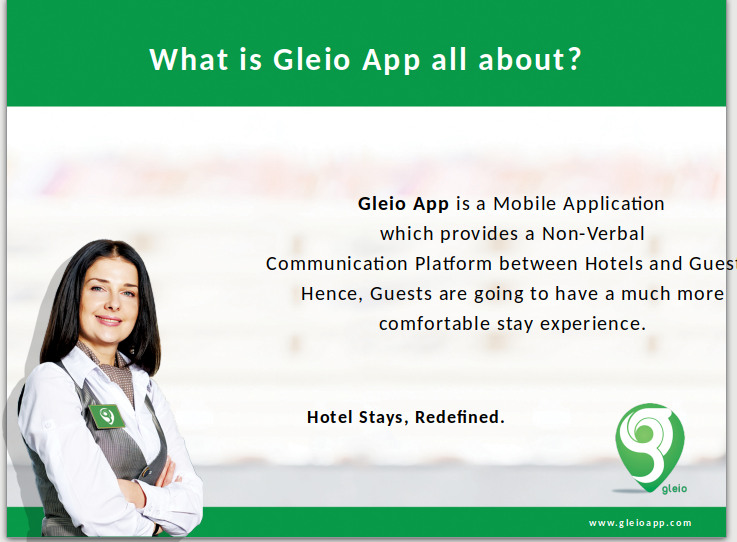 What is Gleio App all about?
Gleio App is a Mobile Application
which provides a Non-Verbal
Communication Platform between Hotels and Guest
Hence, Guests are going to have a much more
comfortable stay experience.
Hotel Stays, Redefined.
gleio
www.gleioapp.com